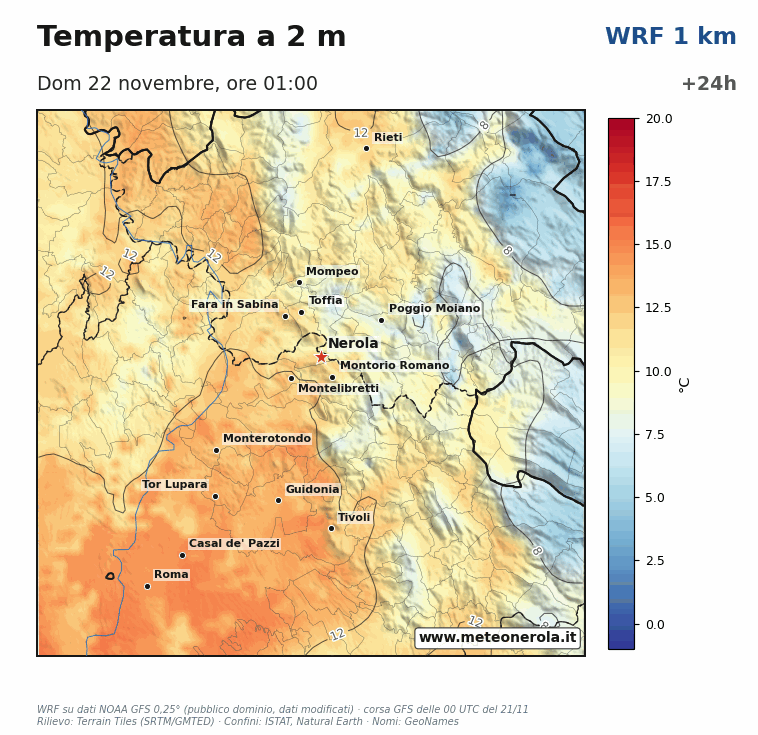 Temperatura a 2 m
WRF 1 km
Dom 22 novembre, ore 01:00
+24h
12
Rieti
8
8
12
12
12
Mompeo
Toffia
Fara in Sabina
Poggio Moiano
Nerola
Montorio Romano
Montelibretti
Monterotondo
Tor Lupara
Guidonia
Tivoli
Casal de' Pazzi
Roma
8
12
12
8
www.meteonerola.it
20.0
17.5
15.0
12.5
10.0
7.5
5.0
2.5
0.0
°C
WRF su dati NOAA GFS 0,25° (pubblico dominio, dati modificati) · corsa GFS delle 00 UTC del 21/11
Rilievo: Terrain Tiles (SRTM/GMTED) · Confini: ISTAT, Natural Earth · Nomi: GeoNames